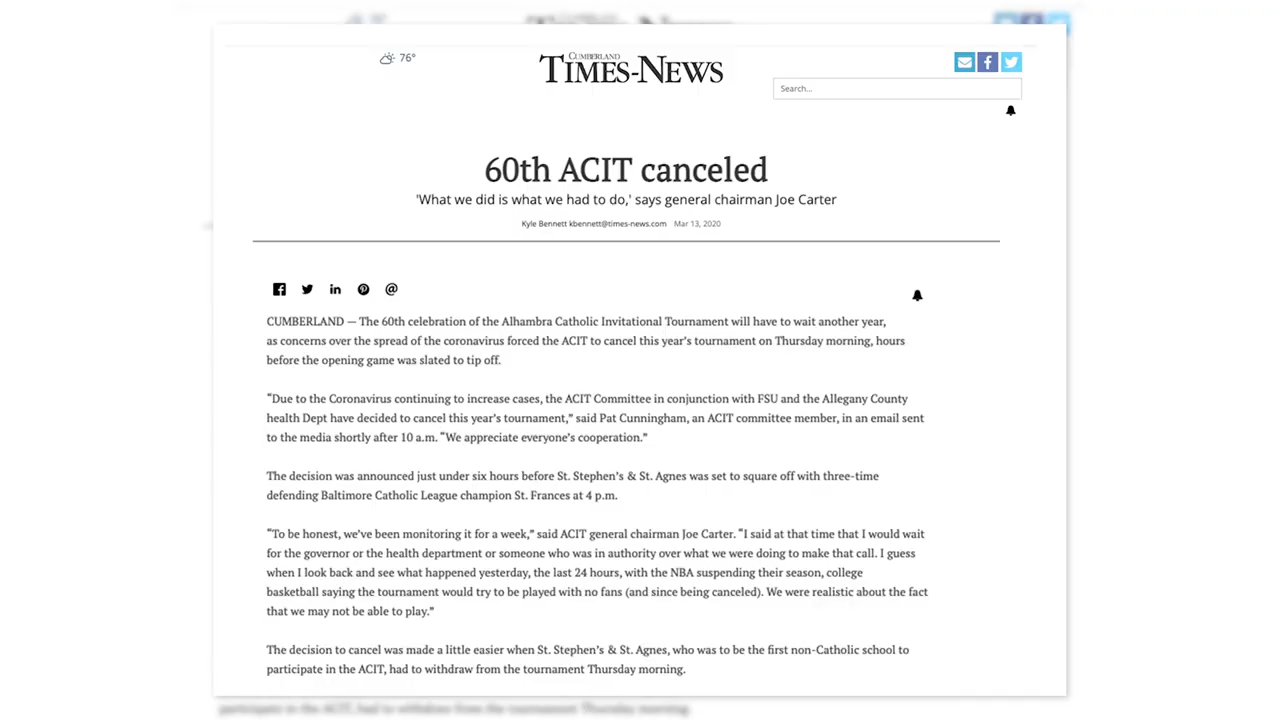 76°
CUMBERLAND
TIMES-NEWS
Search...
60th ACIT canceled
'What we did is what we had to do,' says general chairman Joe Carter
Kyle Bennett kbennett@times-news.com Mar 13, 2020
CUMBERLAND — The 60th celebration of the Alhambra Catholic Invitational Tournament will have to wait another year,
as concerns over the spread of the coronavirus forced the ACIT to cancel this year's tournament on Thursday morning, hours
before the opening game was slated to tip off.
“Due to the Coronavirus continuing to increase cases, the ACIT Committee in conjunction with FSU and the Allegany County
health Dept have decided to cancel this year's tournament,” said Pat Cunningham, an ACIT committee member, in an email sent
to the media shortly after 10 a.m. “We appreciate everyone's cooperation.”
The decision was announced just under six hours before St. Stephen's & St. Agnes was set to square off with three-time
defending Baltimore Catholic League champion St. Frances at 4 p.m.
“To be honest, we've been monitoring it for a week,” said ACIT general chairman Joe Carter. “I said at that time that I would wait
for the governor or the health department or someone who was in authority over what we were doing to make that call. I guess
when I look back and see what happened yesterday, the last 24 hours, with the NBA suspending their season, college
basketball saying the tournament would try to be played with no fans (and since being canceled). We were realistic about the fact
that we may not be able to play.”
The decision to cancel was made a little easier when St. Stephen's & St. Agnes, who was to be the first non-Catholic school to
participate in the ACIT, had to withdraw from the tournament Thursday morning.
participate in the ACIT, had to withdraw from the tournament Thursday morning.